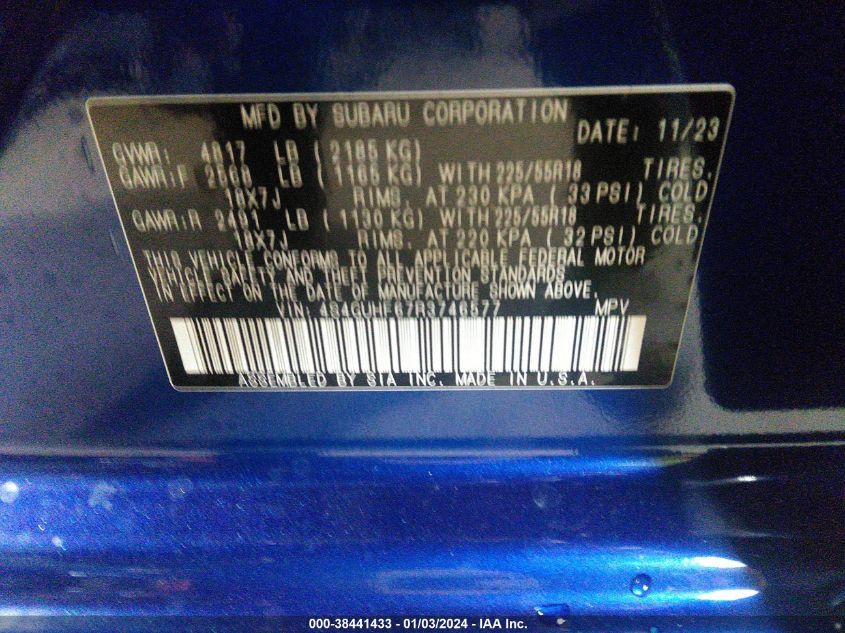 MFD BY SUBARU CORPORATION
DATE: 11/23
GVWR: 4817 LB ( 2185 KG)
GAWR:F 2568 LB ( 1165 KG) WITH 225/55R18 TIRES,
18X7J RIMS, AT 230 KPA ( 33 PSI) COLD
GAWR:R 2491 LB ( 1130 KG) WITH 225/55R18 TIRES,
18X7J RIMS, AT 220 KPA ( 32 PSI) COLD
THIS VEHICLE CONFORMS TO ALL APPLICABLE FEDERAL MOTOR
VEHICLE SAFETY AND THEFT PREVENTION STANDARDS
IN EFFECT ON THE DATE OF MANUFACTURE SHOWN ABOVE.
VIN: 4S4GUHF67R3746577 MPV
ASSEMBLED BY SIA INC. MADE IN U.S.A.
000-38441433 - 01/03/2024 - IAA Inc.